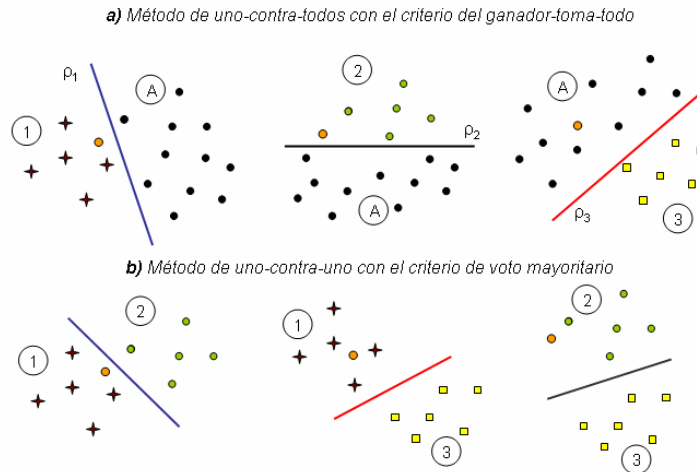 a) Método de uno-contra-todos con el criterio del ganador-toma-todo
ρ1
A
1
2
ρ2
A
A
ρ3
3
b) Método de uno-contra-uno con el criterio de voto mayoritario
1
2
1
3
2
3